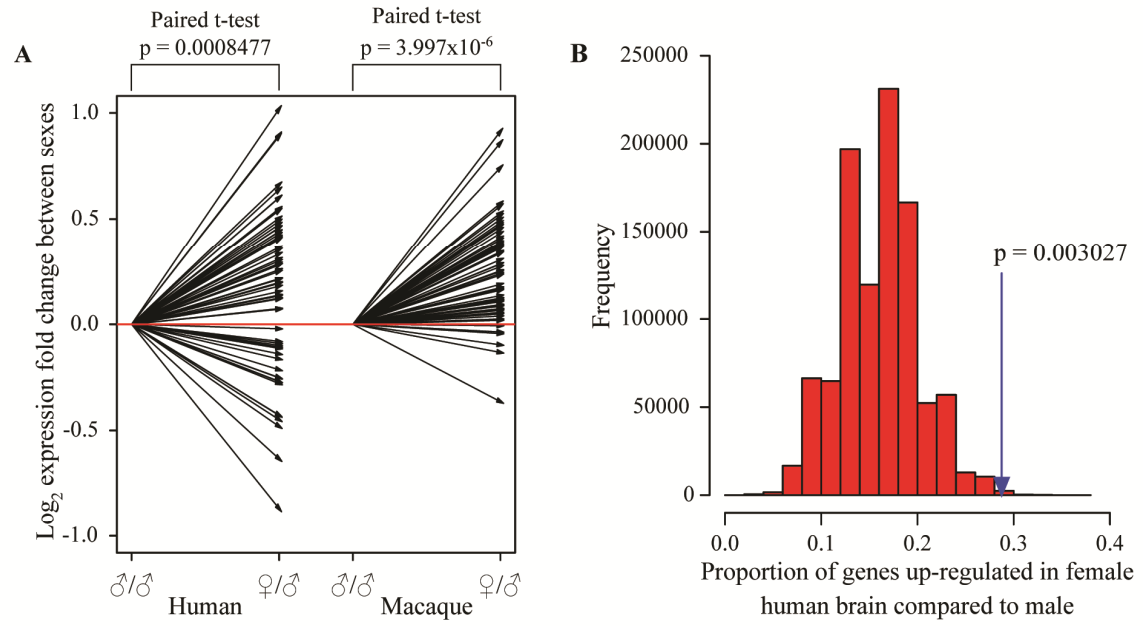 A
Paired t-test
p = 0.0008477
Paired t-test
p = 3.997x10⁻⁶
Log₂ expression fold change between sexes
1.0
0.5
0.0
-0.5
-1.0
♂/♂
♀/♂
♂/♂
♀/♂
Human
Macaque
B
Frequency
250000
200000
150000
100000
50000
0
p = 0.003027
0.0
0.1
0.2
0.3
0.4
Proportion of genes up-regulated in female
human brain compared to male